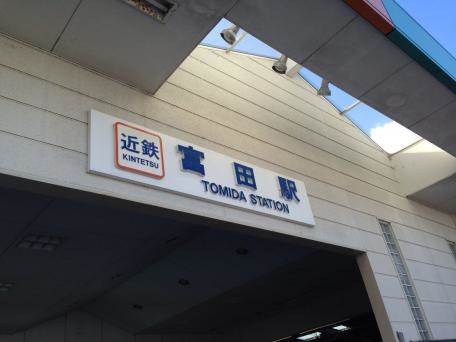 近鉄
KINTETSU
富田駅
TOMIDA STATION